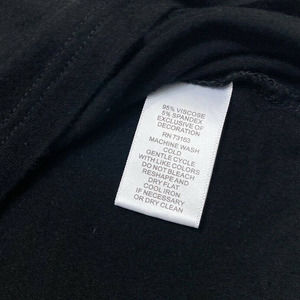 95% VISCOSE
5% SPANDEX
EXCLUSIVE OF
DECORATION
RN 73163
MACHINE WASH
COLD
GENTLE CYCLE
WITH LIKE COLORS
DO NOT BLEACH
RESHAPE AND
DRY FLAT
COOL IRON
IF NECESSARY
OR DRY CLEAN